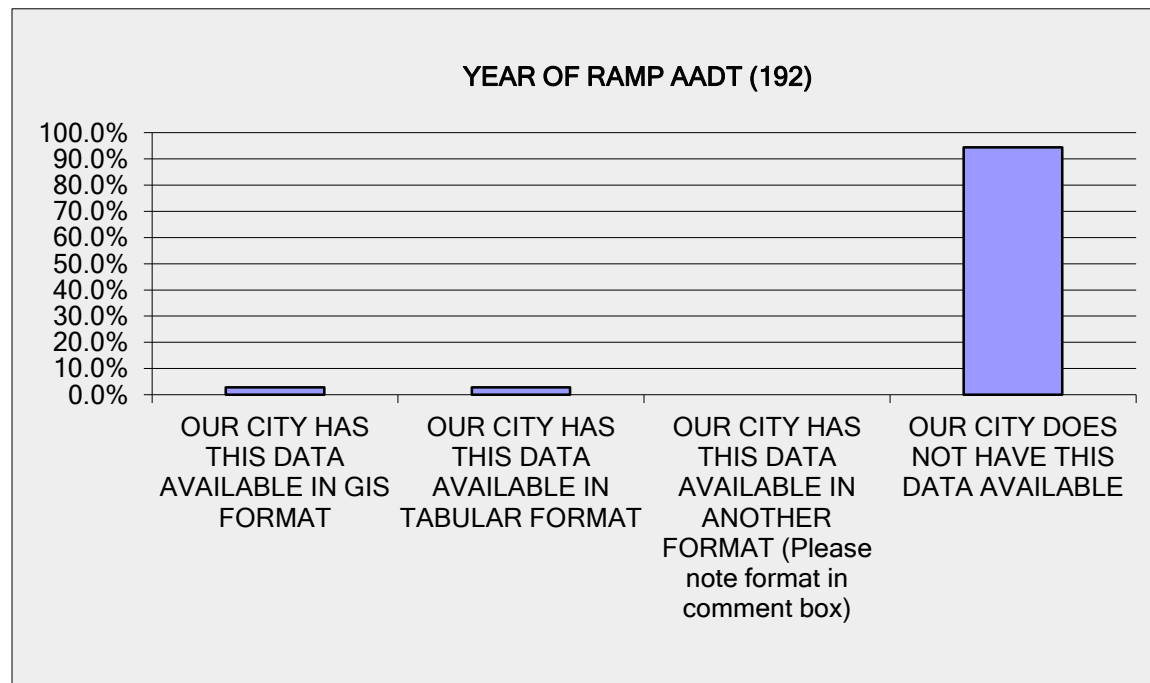 YEAR OF RAMP AADT (192)
100.0%
90.0%
80.0%
70.0%
60.0%
50.0%
40.0%
30.0%
20.0%
10.0%
0.0%
OUR CITY HAS
THIS DATA
AVAILABLE IN GIS
FORMAT
OUR CITY HAS
THIS DATA
AVAILABLE IN
TABULAR FORMAT
OUR CITY HAS
THIS DATA
AVAILABLE IN
ANOTHER
FORMAT (Please
note format in
comment box)
OUR CITY DOES
NOT HAVE THIS
DATA AVAILABLE